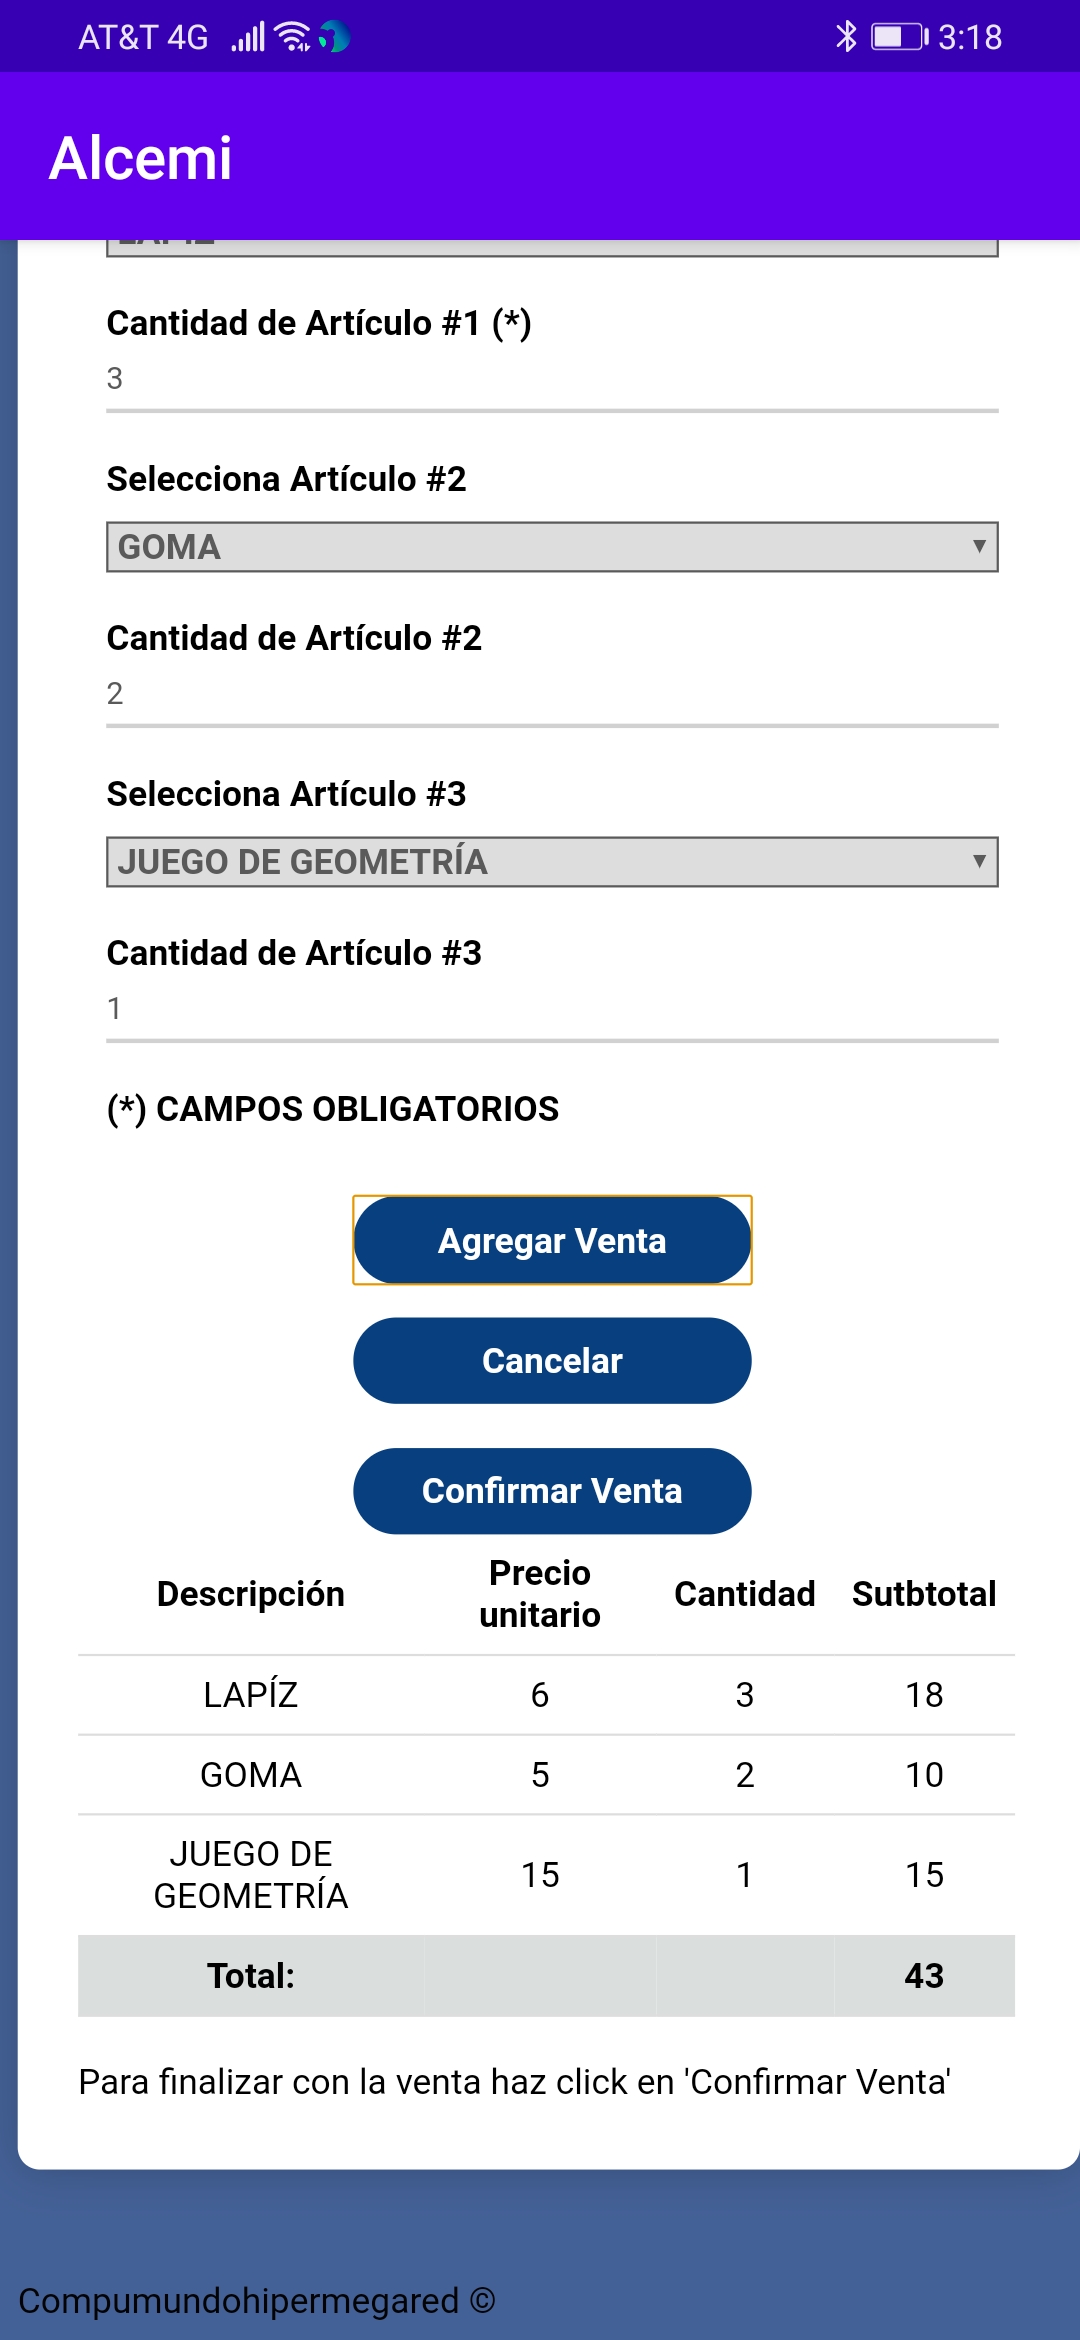 AT&T 4G 3:18
Alcemi
Cantidad de Artículo #1 (*)
3
Selecciona Artículo #2
GOMA
Cantidad de Artículo #2
2
Selecciona Artículo #3
JUEGO DE GEOMETRÍA
Cantidad de Artículo #3
1
(*) CAMPOS OBLIGATORIOS
Agregar Venta
Cancelar
Confirmar Venta
Descripción Precio unitario Cantidad Sutbtotal
LAPÍZ 6 3 18
GOMA 5 2 10
JUEGO DE GEOMETRÍA 15 1 15
Total: 43
Para finalizar con la venta haz click en 'Confirmar Venta'
Compumundohipermegared ©